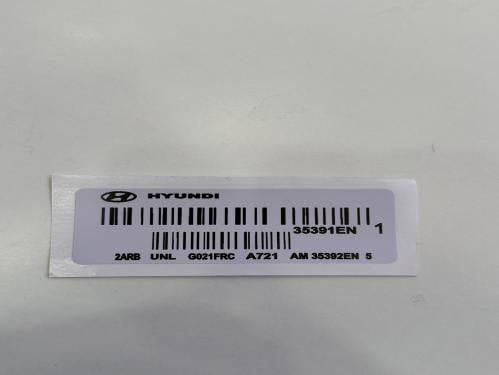 HYUNDI
35391EN 1
2ARB UNL G021FRC A721 AM 35392EN 5